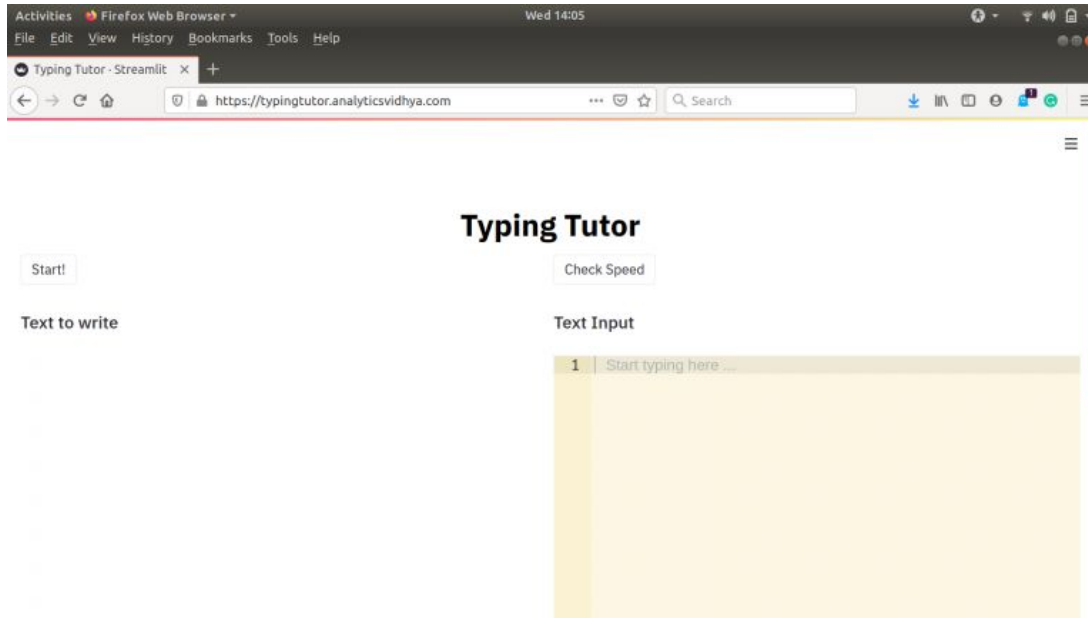 Activities Firefox Web Browser Wed 14:05
File Edit View History Bookmarks Tools Help
Typing Tutor · Streamlit × +
https://typingtutor.analyticsvidhya.com ••• Search 1
Typing Tutor
Start! Check Speed
Text to write Text Input
1 Start typing here ...